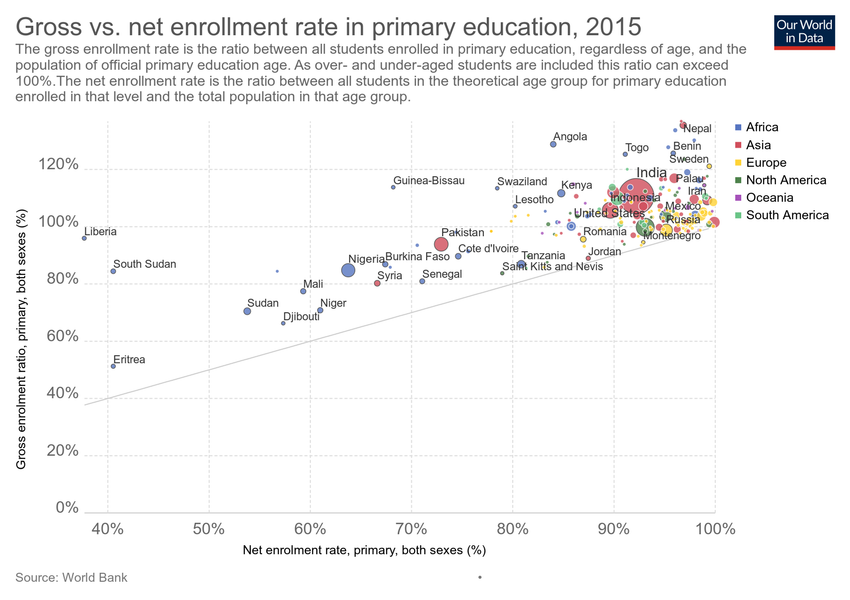 Gross vs. net enrollment rate in primary education, 2015
Our World
in Data
The gross enrollment rate is the ratio between all students enrolled in primary education, regardless of age, and the
population of official primary education age. As over- and under-aged students are included this ratio can exceed
100%.The net enrollment rate is the ratio between all students in the theoretical age group for primary education
enrolled in that level and the total population in that age group.
Africa
Asia
Europe
North America
Oceania
South America
Gross enrolment ratio, primary, both sexes (%)
120%
100%
80%
60%
40%
20%
0%
Nepal
Angola
Togo
Benin
Sweden
India
Palau
Guinea-Bissau
Swaziland
Kenya
Iran
Lesotho
Indonesia
Mexico
United States
Russia
Liberia
Pakistan
Romania
Montenegro
Cote d'Ivoire
Nigeria
Burkina Faso
Tanzania
Jordan
South Sudan
Syria
Senegal
Saint Kitts and Nevis
Mali
Sudan
Niger
Djibouti
Eritrea
40%
50%
60%
70%
80%
90%
100%
Net enrolment rate, primary, both sexes (%)
Source: World Bank